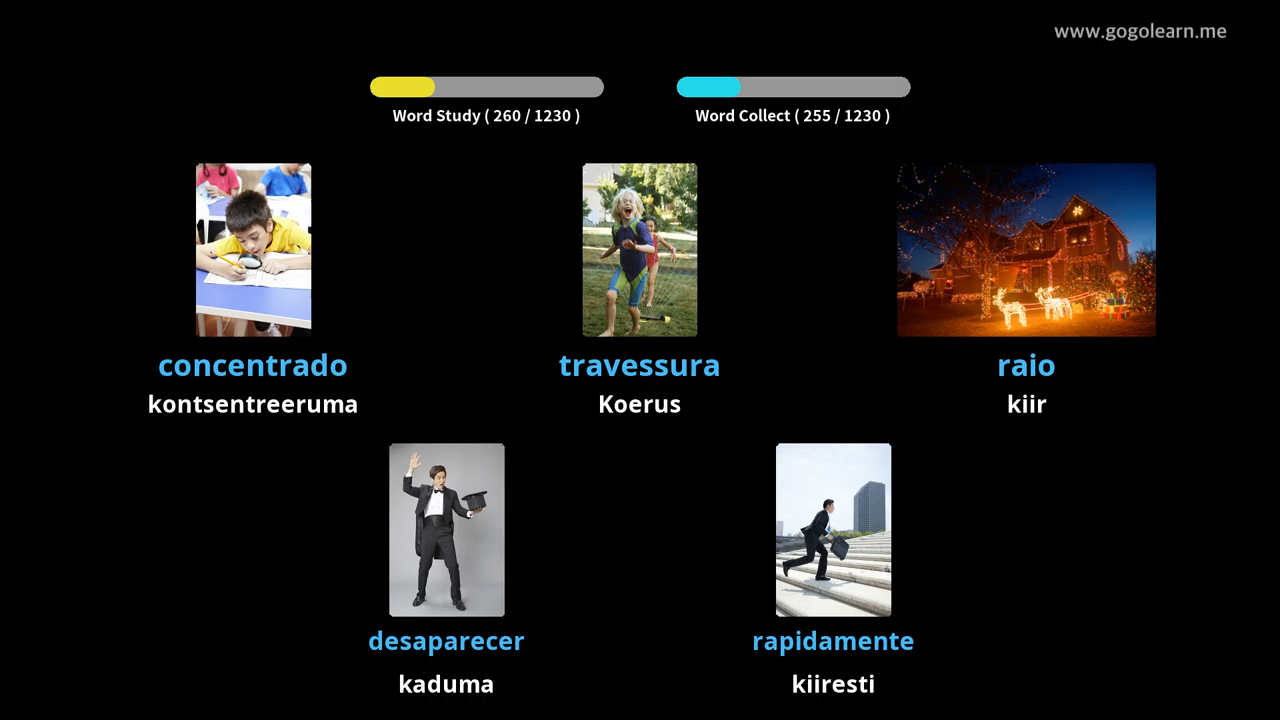 www.gogolearn.me
Word Study ( 260 / 1230 )
Word Collect ( 255 / 1230 )
concentrado
kontsentreeruma
travessura
Koerus
raio
kiir
desaparecer
kaduma
rapidamente
kiiresti